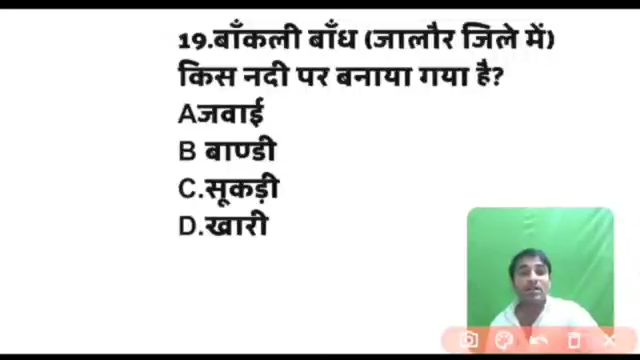 19.बाँकली बाँध (जालौर जिले में)
किस नदी पर बनाया गया है?
Aजवाई
B बाण्डी
C.सूकड़ी
D.खारी